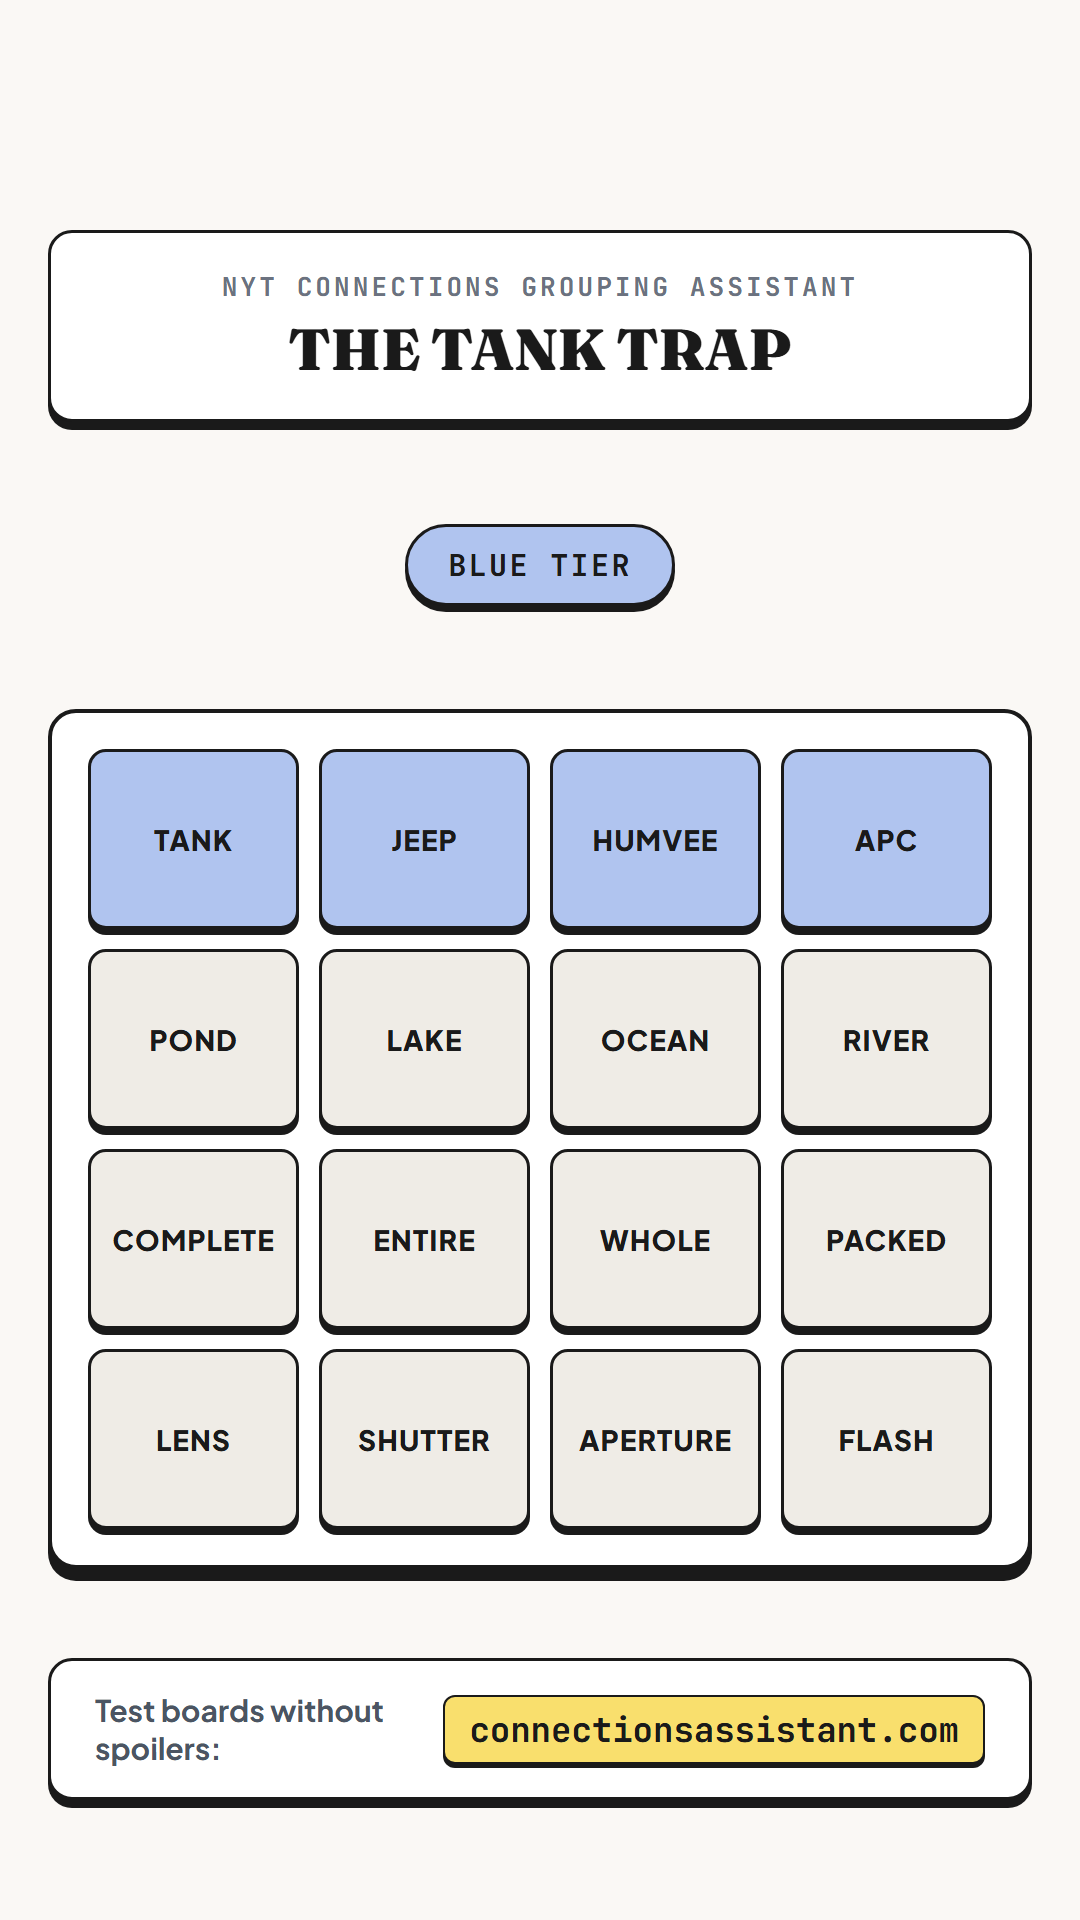 NYT CONNECTIONS GROUPING ASSISTANT
THE TANK TRAP
BLUE TIER
TANK JEEP HUMVEE APC
POND LAKE OCEAN RIVER
COMPLETE ENTIRE WHOLE PACKED
LENS SHUTTER APERTURE FLASH
Test boards without
spoilers:
connectionsassistant.com